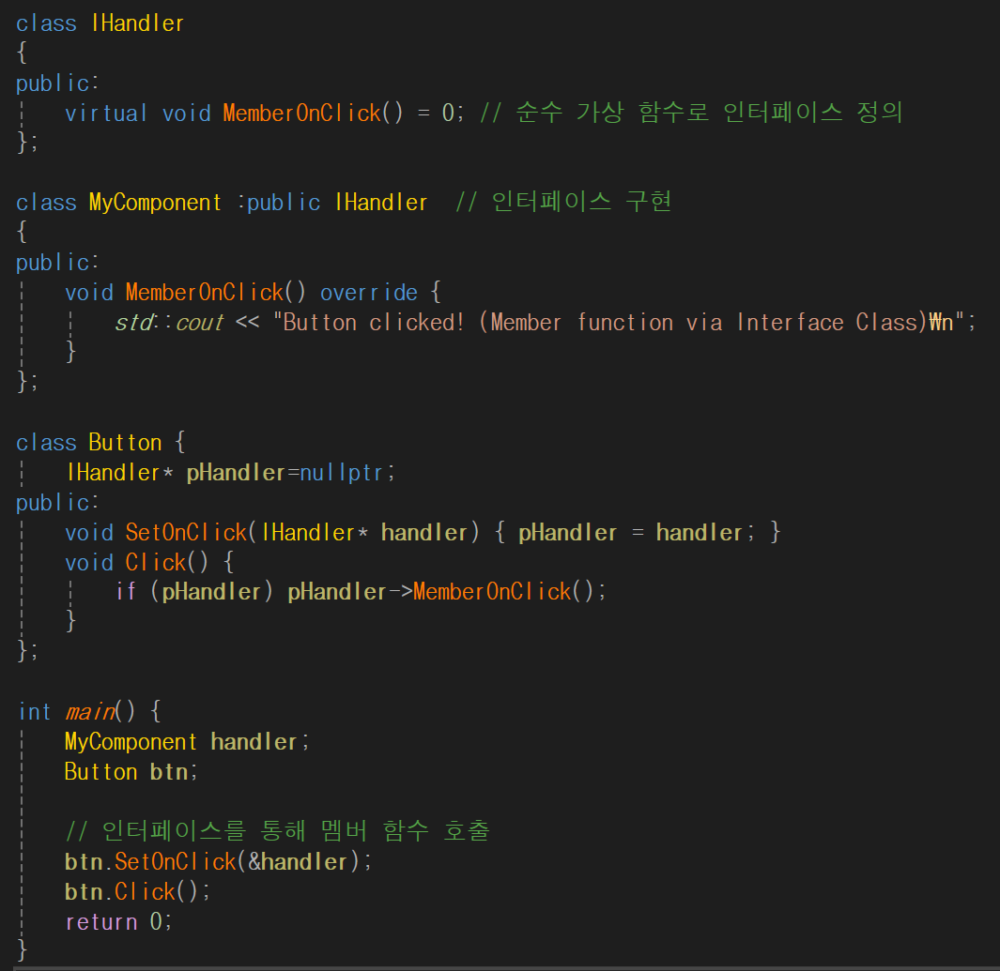 class IHandler
{
public:
virtual void MemberOnClick() = 0; // 순수 가상 함수로 인터페이스 정의
};
class MyComponent :public IHandler // 인터페이스 구현
{
public:
void MemberOnClick() override {
std::cout << "Button clicked! (Member function via Interface Class)₩n";
}
};
class Button {
IHandler* pHandler=nullptr;
public:
void SetOnClick(IHandler* handler) { pHandler = handler; }
void Click() {
if (pHandler) pHandler->MemberOnClick();
}
};
int main() {
MyComponent handler;
Button btn;
// 인터페이스를 통해 멤버 함수 호출
btn.SetOnClick(&handler);
btn.Click();
return 0;
}